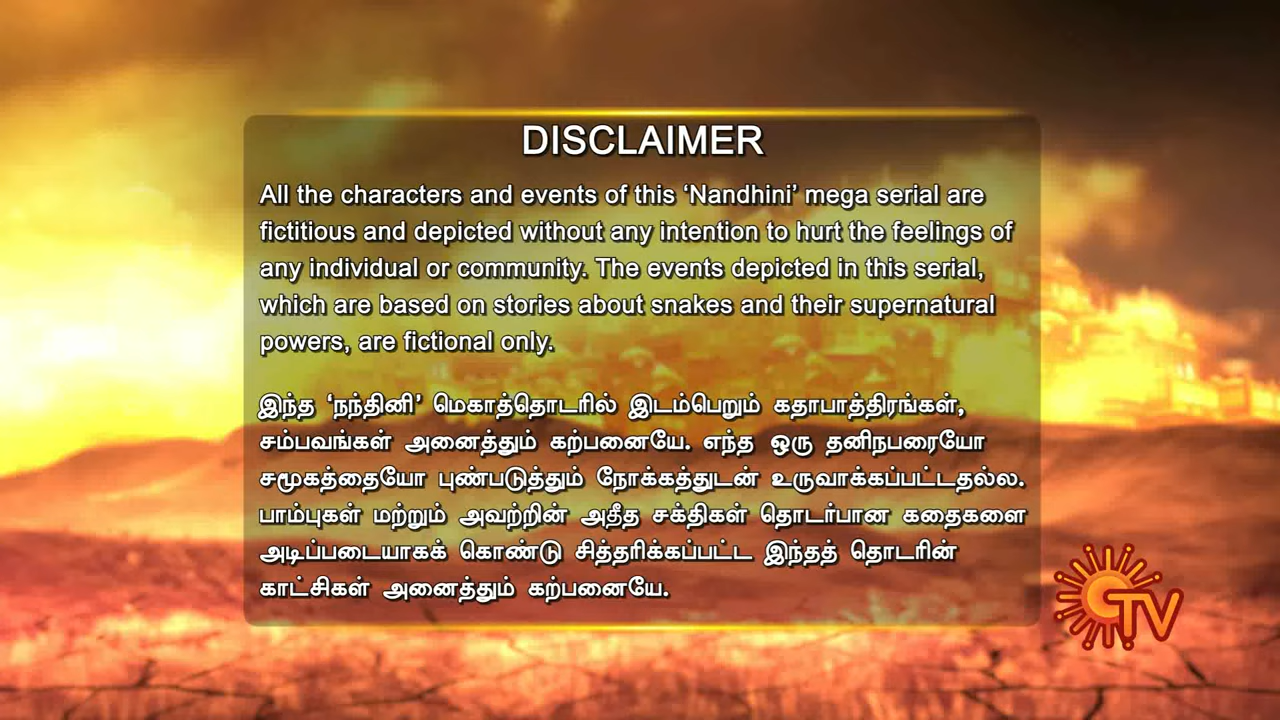 DISCLAIMER
All the characters and events of this ‘Nandhini’ mega serial are
fictitious and depicted without any intention to hurt the feelings of
any individual or community. The events depicted in this serial,
which are based on stories about snakes and their supernatural
powers, are fictional only.
இந்த ‘நந்தினி’ மெகாத்தொடரில் இடம்பெறும் கதாபாத்திரங்கள்,
சம்பவங்கள் அனைத்தும் கற்பனையே. எந்த ஒரு தனிநபரையோ
சமூகத்தையோ புண்படுத்தும் நோக்கத்துடன் உருவாக்கப்பட்டதல்ல.
பாம்புகள் மற்றும் அவற்றின் அதீத சக்திகள் தொடர்பான கதைகளை
அடிப்படையாகக் கொண்டு சித்தரிக்கப்பட்ட இந்தத் தொடரின்
காட்சிகள் அனைத்தும் கற்பனையே.
TV